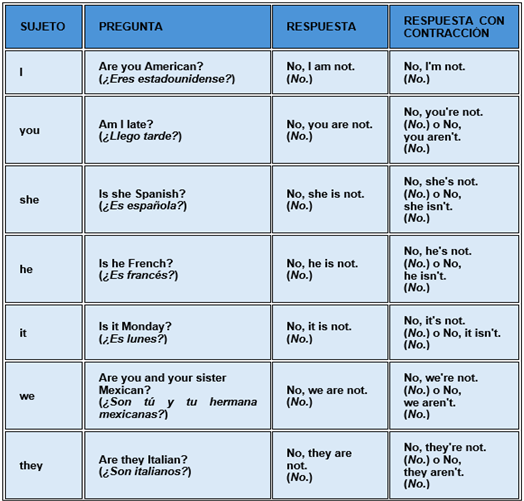 SUJETO PREGUNTA RESPUESTA RESPUESTA CON
CONTRACCIÓN
I
Are you American?
(¿Eres estadounidense?)
No, I am not.
(No.)
No, I'm not.
(No.)
you
Am I late?
(¿Llego tarde?)
No, you are not.
(No.)
No, you're not.
(No.) o No,
you aren't.
(No.)
she
Is she Spanish?
(¿Es española?)
No, she is not.
(No.)
No, she's not.
(No.) o No,
she isn't.
(No.)
he
Is he French?
(¿Es francés?)
No, he is not.
(No.)
No, he's not.
(No.) o No,
he isn't.
(No.)
it
Is it Monday?
(¿Es lunes?)
No, it is not.
(No.)
No, it's not.
(No.) o No, it isn't.
(No.)
we
Are you and your sister
Mexican?
(¿Son tú y tu hermana
mexicanas?)
No, we are not.
(No.)
No, we're not.
(No.) o No,
we aren't.
(No.)
they
Are they Italian?
(¿Son italianos?)
No, they are
not.
(No.)
No, they're not.
(No.) o No,
they aren't.
(No.)